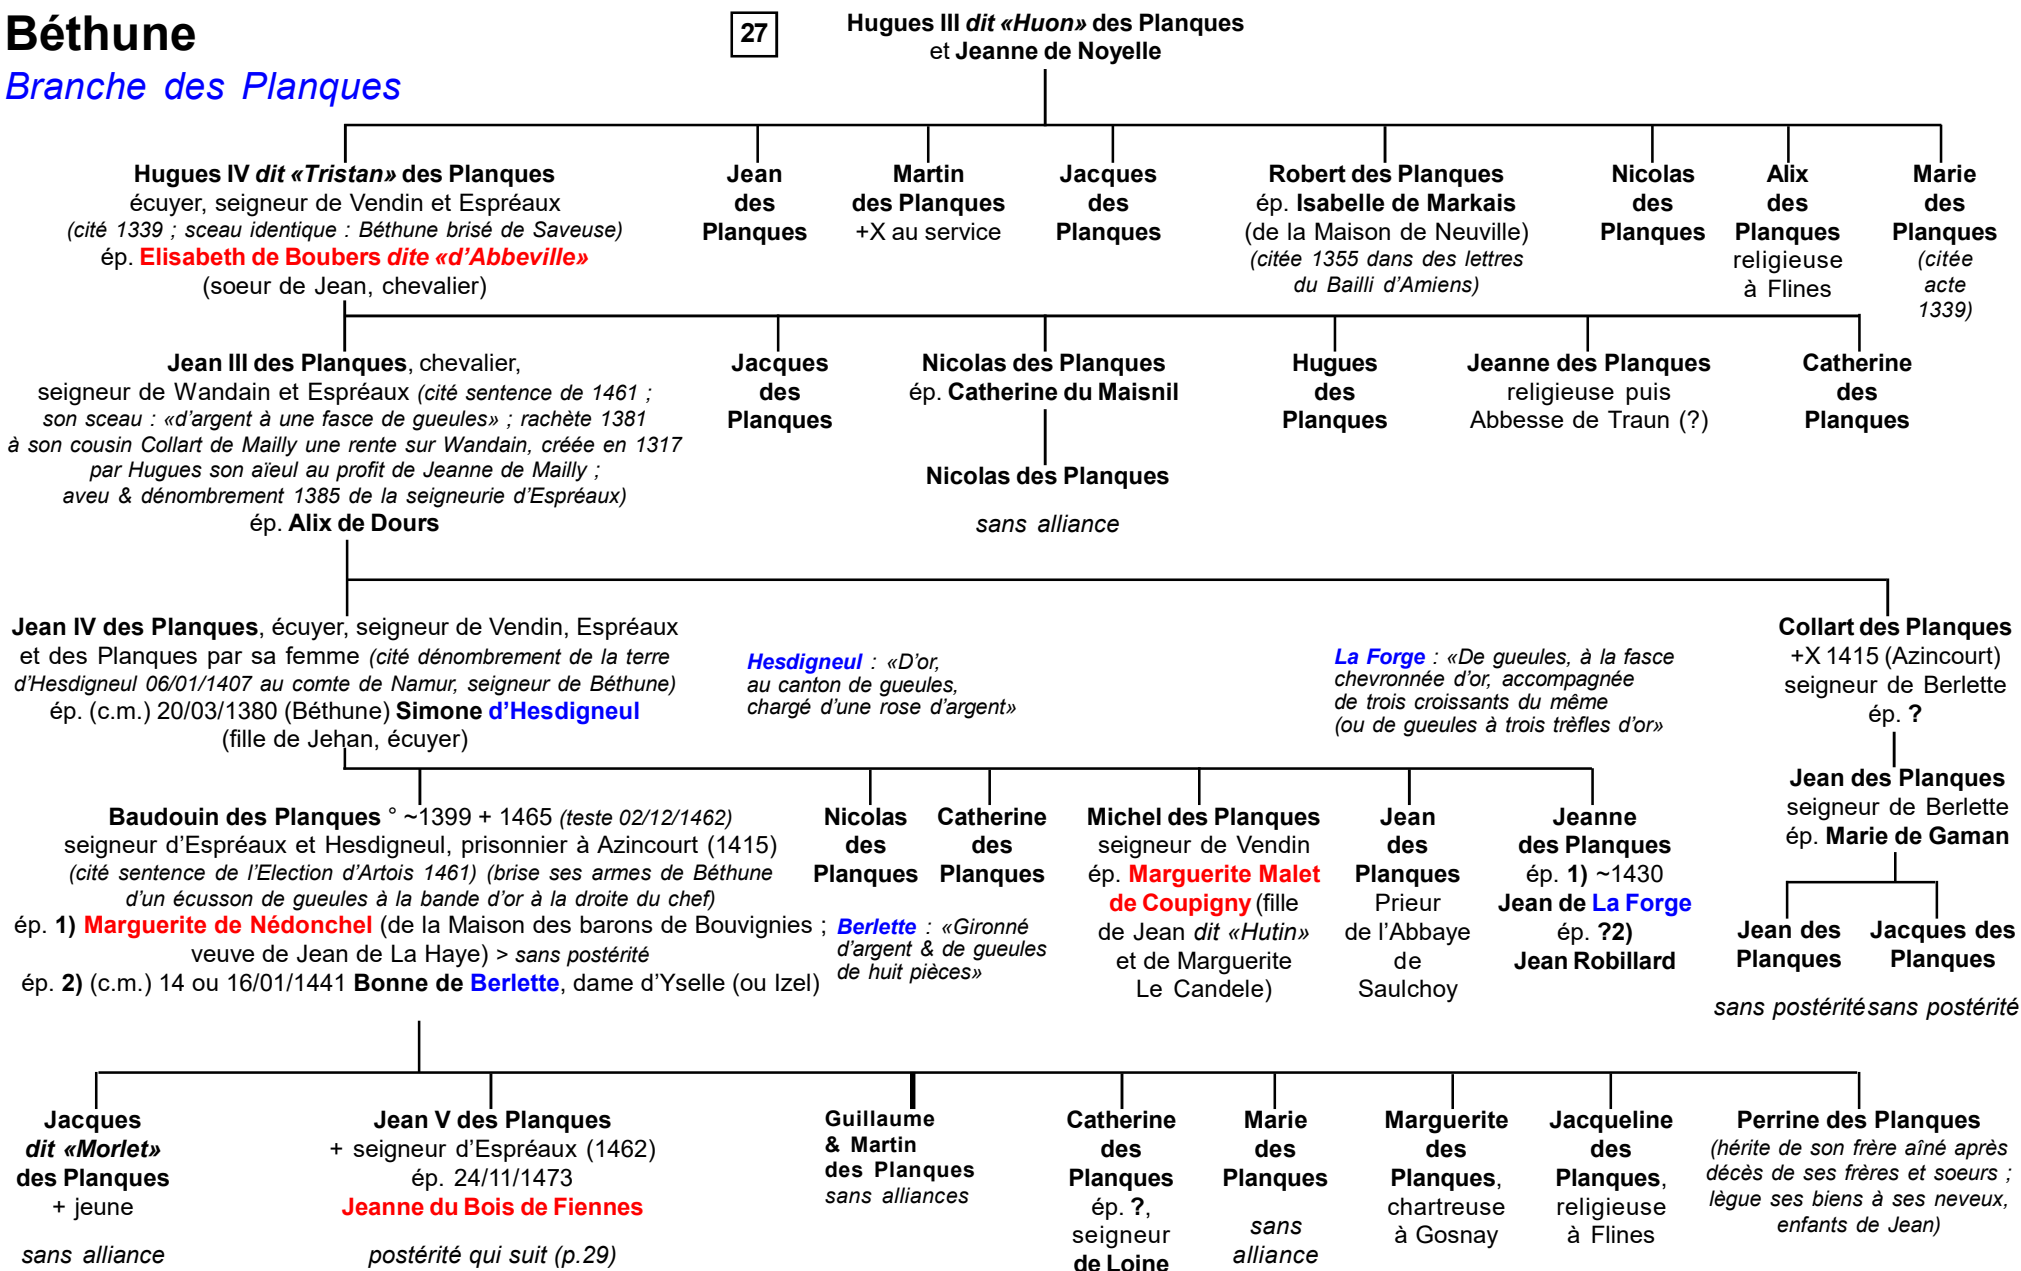 Béthune
Branche des Planques
27
Hugues III dit «Huon» des Planques
et Jeanne de Noyelle
Hugues IV dit «Tristan» des Planques
écuyer, seigneur de Vendin et Espréaux
(cité 1339 ; sceau identique : Béthune brisé de Saveuse)
ép. Elisabeth de Boubers dite «d'Abbeville»
(soeur de Jean, chevalier)
Jean
des
Planques
Martin
des Planques
+X au service
Jacques
des
Planques
Robert des Planques
ép. Isabelle de Markais
(de la Maison de Neuville)
(citée 1355 dans des lettres
du Bailli d'Amiens)
Nicolas
des
Planques
Alix
des
Planques
religieuse
à Flines
Marie
des
Planques
(citée
acte
1339)
Jean III des Planques, chevalier,
seigneur de Wandain et Espréaux (cité sentence de 1461 ;
son sceau : «d'argent à une fasce de gueules» ; rachète 1381
à son cousin Collart de Mailly une rente sur Wandain, créée en 1317
par Hugues son aïeul au profit de Jeanne de Mailly ;
aveu & dénombrement 1385 de la seigneurie d'Espréaux)
ép. Alix de Dours
Jacques
des
Planques
Nicolas des Planques
ép. Catherine du Maisnil
Nicolas des Planques
sans alliance
Hugues
des
Planques
Jeanne des Planques
religieuse puis
Abbesse de Traun (?)
Catherine
des
Planques
Jean IV des Planques, écuyer, seigneur de Vendin, Espréaux
et des Planques par sa femme (cité dénombrement de la terre
d'Hesdigneul 06/01/1407 au comte de Namur, seigneur de Béthune)
ép. (c.m.) 20/03/1380 (Béthune) Simone d'Hesdigneul
(fille de Jehan, écuyer)
Hesdigneul : «D'or,
au canton de gueules,
chargé d'une rose d'argent»
La Forge : «De gueules, à la fasce
chevronnée d'or, accompagnée
de trois croissants du même
(ou de gueules à trois trèfles d'or»
Collart des Planques
+X 1415 (Azincourt)
seigneur de Berlette
ép. ?
Jean des Planques
seigneur de Berlette
ép. Marie de Gaman
Jean des
Planques
sans postérité
Jacques des
Planques
sans postérité
Baudouin des Planques ° ~1399 + 1465 (teste 02/12/1462)
seigneur d'Espréaux et Hesdigneul, prisonnier à Azincourt (1415)
(cité sentence de l'Election d'Artois 1461) (brise ses armes de Béthune
d'un écusson de gueules à la bande d'or à la droite du chef)
ép. 1) Marguerite de Nédonchel (de la Maison des barons de Bouvignies ;
veuve de Jean de La Haye) > sans postérité
ép. 2) (c.m.) 14 ou 16/01/1441 Bonne de Berlette, dame d'Yselle (ou Izel)
Nicolas
des
Planques
Catherine
des
Planques
Berlette : «Gironné
d'argent & de gueules
de huit pièces»
Michel des Planques
seigneur de Vendin
ép. Marguerite Malet
de Coupigny (fille
de Jean dit «Hutin»
et de Marguerite
Le Candele)
Jean
des
Planques
Prieur
de l'Abbaye
de
Saulchoy
Jeanne
des Planques
ép. 1) ~1430
Jean de La Forge
ép. ?2)
Jean Robillard
Jacques
dit «Morlet»
des Planques
+ jeune
sans alliance
Jean V des Planques
+ seigneur d'Espréaux (1462)
ép. 24/11/1473
Jeanne du Bois de Fiennes
postérité qui suit (p.29)
Guillaume
& Martin
des Planques
sans alliances
Catherine
des
Planques
ép. ?,
seigneur
de Loine
Marie
des
Planques
sans
alliance
Marguerite
des
Planques,
chartreuse
à Gosnay
Jacqueline
des
Planques,
religieuse
à Flines
Perrine des Planques
(hérite de son frère aîné après
décès de ses frères et soeurs ;
lègue ses biens à ses neveux,
enfants de Jean)